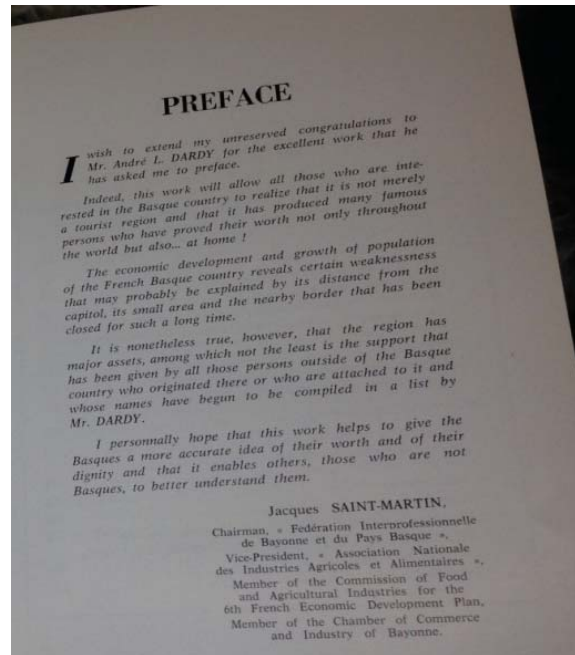 PREFACE
I wish to extend my unreserved congratulations to
Mr. André L. DARDY for the excellent work that he
has asked me to preface.
Indeed, this work will allow all those who are inte-
rested in the Basque country to realize that it is not merely
a tourist region and that it has produced many famous
persons who have proved their worth not only throughout
the world but also... at home !
The economic development and growth of population
of the French Basque country reveals certain weaknessness
that may probably be explained by its distance from the
capitol, its small area and the nearby border that has been
closed for such a long time.
It is nonetheless true, however, that the region has
major assets, among which not the least is the support that
has been given by all those persons outside of the Basque
country who originated there or who are attached to it and
whose names have begun to be compiled in a list by
Mr. DARDY.
I personnally hope that this work helps to give the
Basques a more accurate idea of their worth and of their
dignity and that it enables others, those who are not
Basques, to better understand them.
Jacques SAINT-MARTIN,
Chairman, « Fedération Interprofessionnelle
de Bayonne et du Pays Basque »,
Vice-President, « Association Nationale
des Industries Agricoles et Alimentaires »,
Member of the Commission of Food
and Agricultural Industries for the
6th French Economic Development Plan,
Member of the Chamber of Commerce
and Industry of Bayonne.